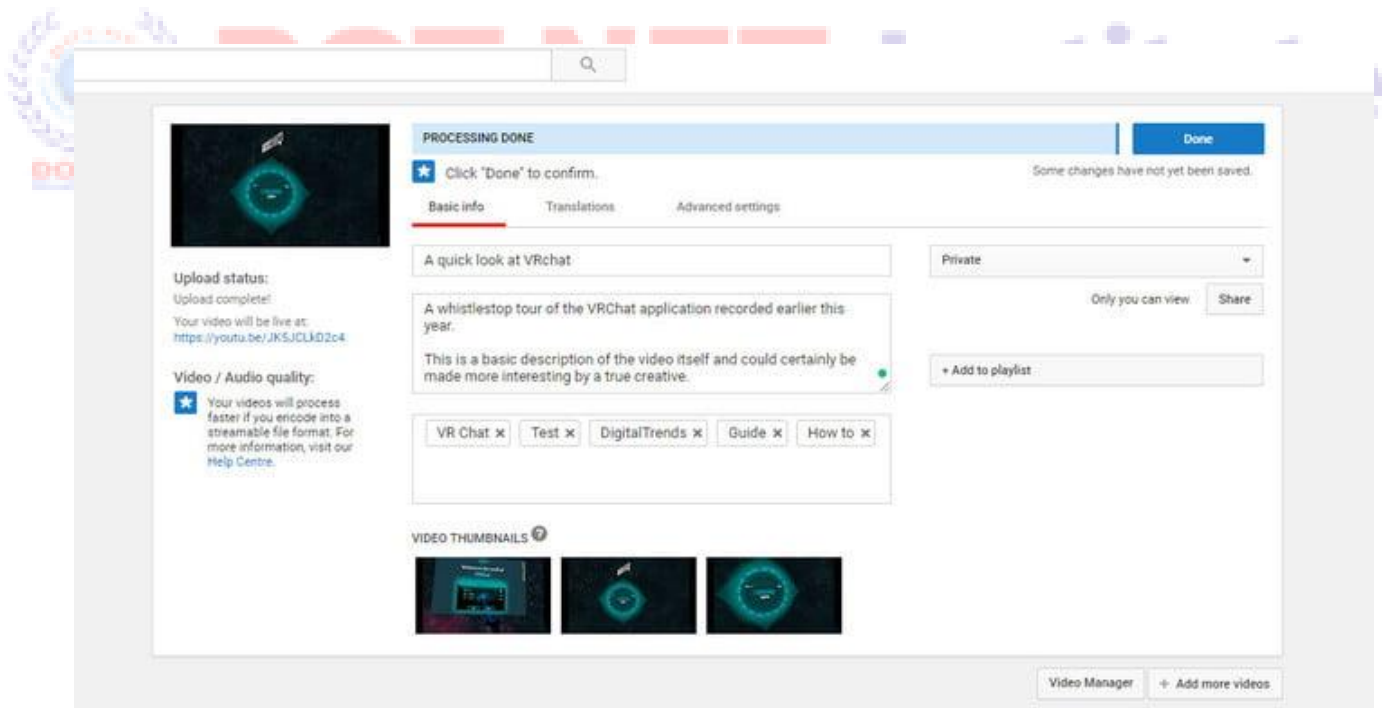 PROCESSING DONE
Done
Click "Done" to confirm.
Some changes have not yet been saved.
Basic info
Translations
Advanced settings
A quick look at VRchat
Private
Upload status:
Upload complete!
Your video will be live at:
https://youtu.be/JKSJCLkD2c4
A whistlestop tour of the VRChat application recorded earlier this
year.
This is a basic description of the video itself and could certainly be
made more interesting by a true creative.
Only you can view
Share
+ Add to playlist
Video / Audio quality:
Your videos will process
faster if you encode into a
streamable file format. For
more information, visit our
Help Centre.
VR Chat x
Test x
DigitalTrends x
Guide x
How to x
VIDEO THUMBNAILS
Video Manager
+ Add more videos